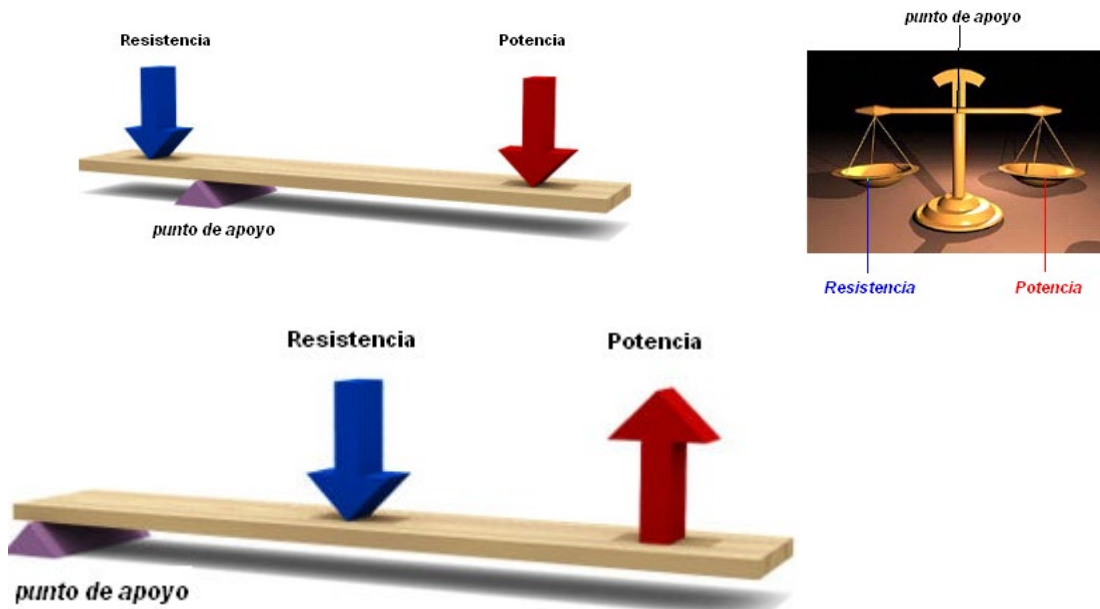 punto de apoyo
Resistencia
Potencia
punto de apoyo
Resistencia
Potencia
Resistencia
Potencia
punto de apoyo